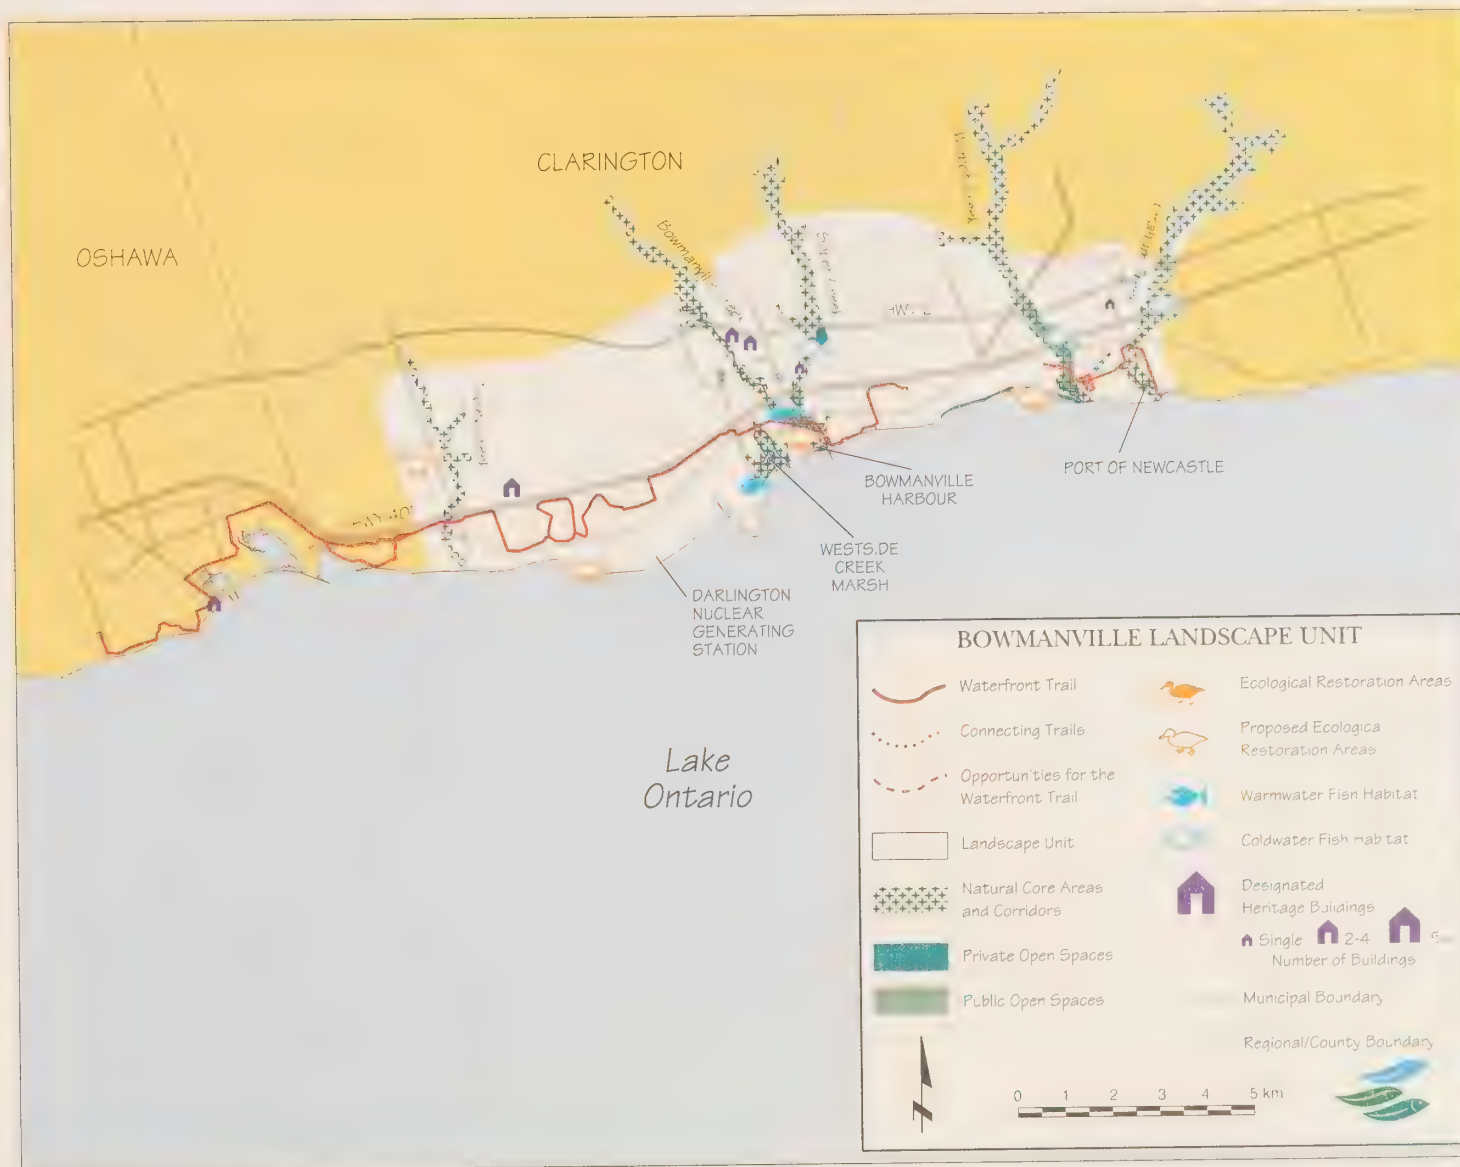 CLARINGTON
OSHAWA
BOWMANVILLE
HARBOUR
PORT OF NEWCASTLE
WESTS.DE
CREEK
MARSH
DARLINGTON
NUCLEAR
GENERATING
STATION
Lake
Ontario
BOWMANVILLE LANDSCAPE UNIT
Waterfront Trail
Connecting Trails
Opportunities for the
Waterfront Trail
Landscape Unit
Natural Core Areas
and Corridors
Private Open Spaces
Public Open Spaces
Ecological Restoration Areas
Proposed Ecologica
Restoration Areas
Warmwater Fish Habitat
Coldwater Fish Habitat
Designated
Heritage Buildings
Single 2-4
Number of Buildings
Municipal Boundary
Regional/County Boundary
0 1 2 3 4 5 km